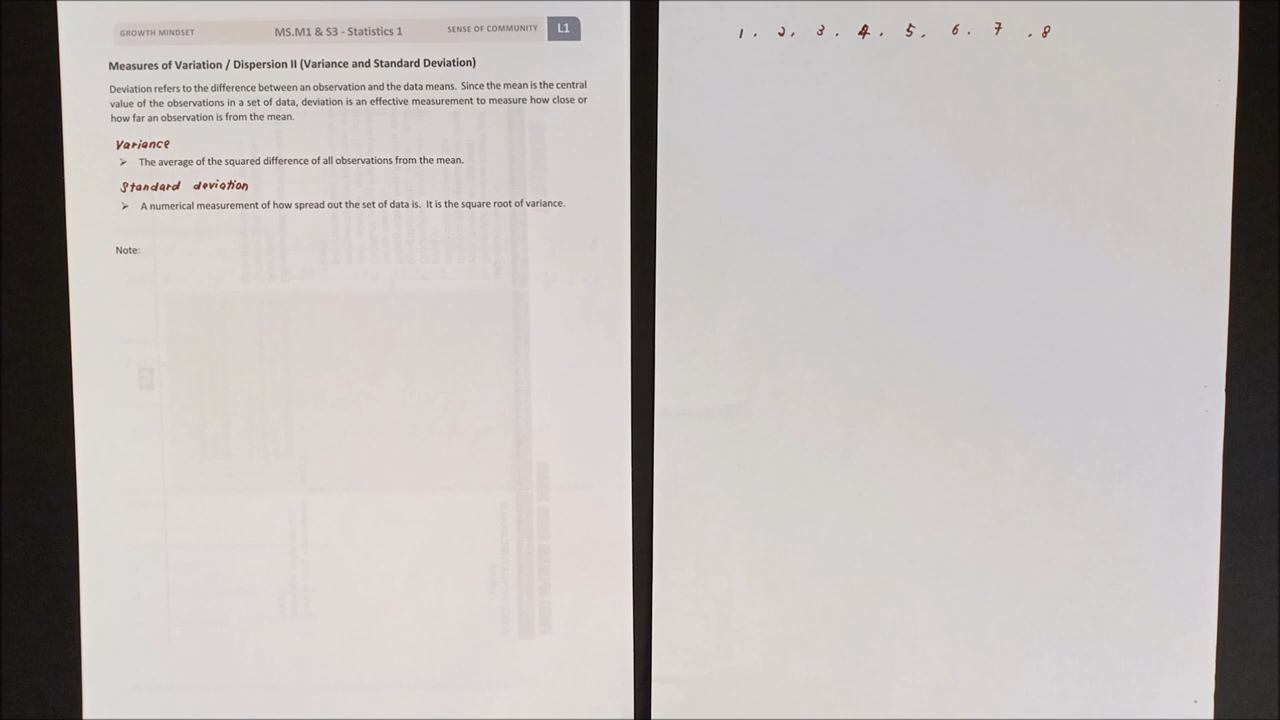 GROWTH MINDSET MS.M1 & S3 - Statistics 1 SENSE OF COMMUNITY L1
Measures of Variation / Dispersion II (Variance and Standard Deviation)
Deviation refers to the difference between an observation and the data means. Since the mean is the central
value of the observations in a set of data, deviation is an effective measurement to measure how close or
how far an observation is from the mean.
Variance
➢ The average of the squared difference of all observations from the mean.
Standard deviation
➢ A numerical measurement of how spread out the set of data is. It is the square root of variance.
Note:
1 . 2 , 3 . 4 . 5 . 6 . 7 . 8